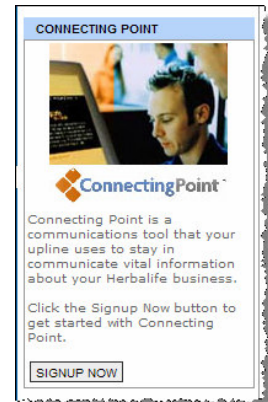 CONNECTING POINT
ConnectingPoint
Connecting Point is a
communications tool that your
upline uses to stay in
communicate vital information
about your Herbalife business.
Click the Signup Now button to
get started with Connecting
Point.
SIGNUP NOW